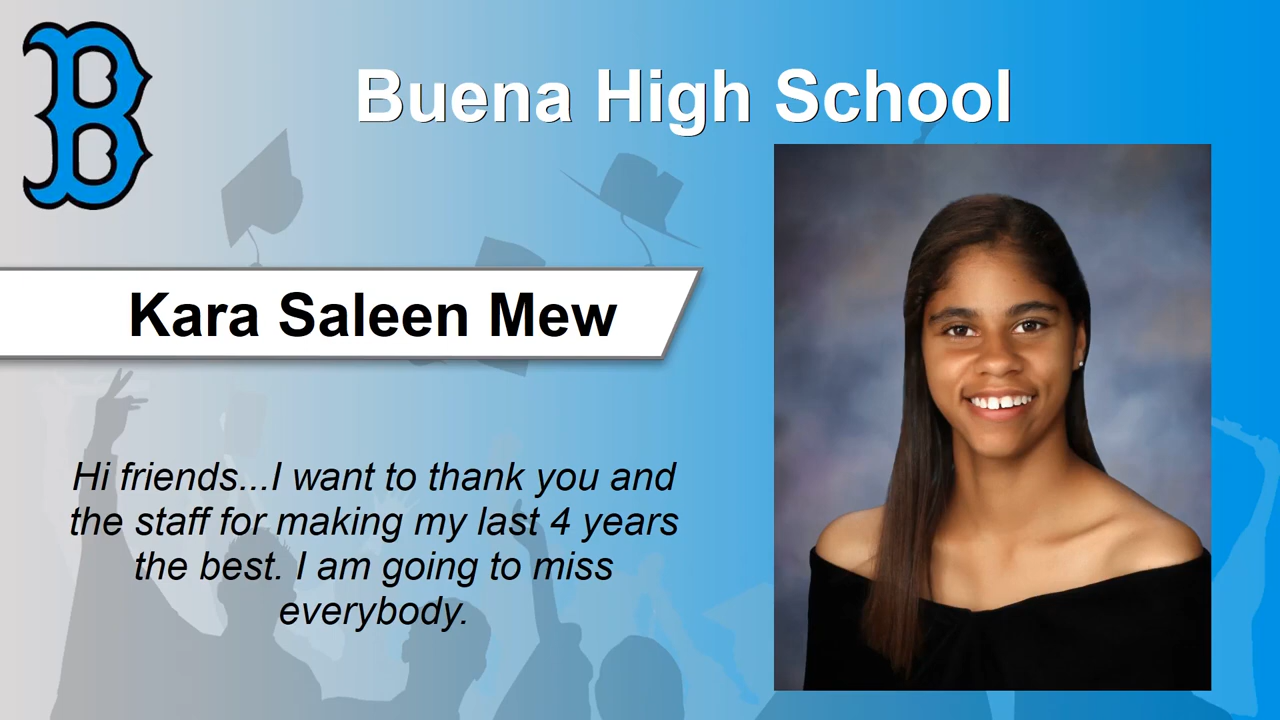 B
Buena High School
Kara Saleen Mew
Hi friends...I want to thank you and
the staff for making my last 4 years
the best. I am going to miss
everybody.